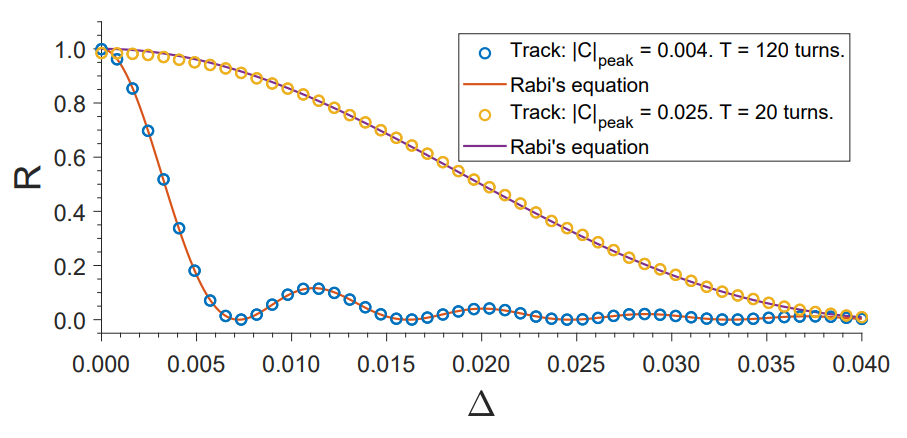 Track: |C|peak = 0.004. T = 120 turns.
Rabi's equation
Track: |C|peak = 0.025. T = 20 turns.
Rabi's equation
1.0
0.8
0.6
0.4
0.2
0.0
R
0.000 0.005 0.010 0.015 0.020 0.025 0.030 0.035 0.040
Δ